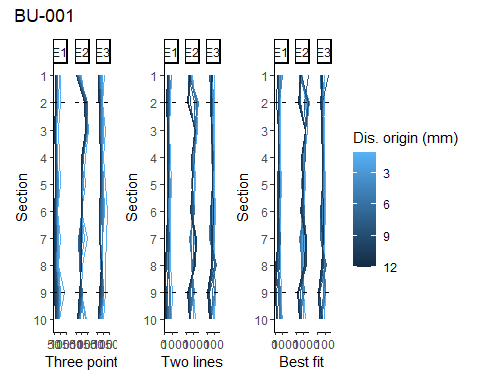 BU-001
E1 E2 E3 E1 E2 E3 E1 E2 E3
1 1 1
2 2 2
3 3 3
4 4 4
5 5 5
6 6 6
7 7 7
8 8 8
9 9 9
10 10 10
Section Section Section
Three point Two lines Best fit
Dis. origin (mm)
3
6
9
12